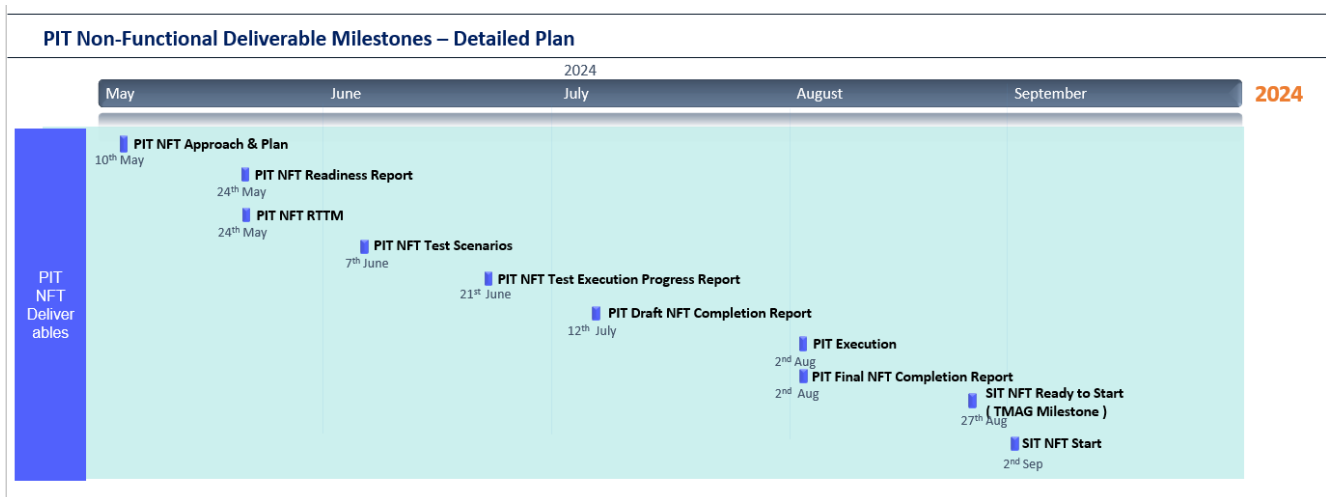 PIT Non-Functional Deliverable Milestones – Detailed Plan
2024
May June July August September
2024
PIT NFT Deliver ables
PIT NFT Approach & Plan
10th May
PIT NFT Readiness Report
24th May
PIT NFT RTTM
24th May
PIT NFT Test Scenarios
7th June
PIT NFT Test Execution Progress Report
21st June
PIT Draft NFT Completion Report
12th July
PIT Execution
2nd Aug
PIT Final NFT Completion Report
2nd Aug
SIT NFT Ready to Start
( TMAG Milestone )
27th Aug
SIT NFT Start
2nd Sep